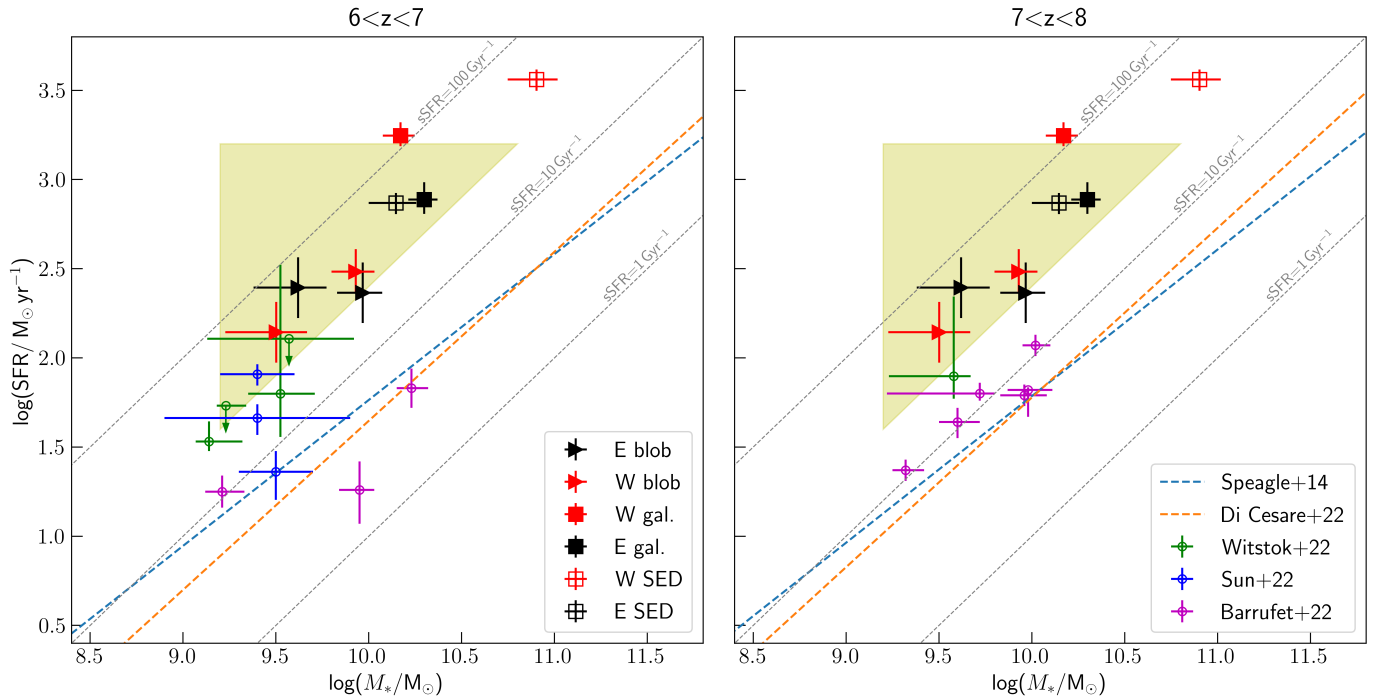 6<z<7
7<z<8
log(SFR/M⊙ yr⁻¹)
3.5
3.0
2.5
2.0
1.5
1.0
0.5
sSFR=100 Gyr⁻¹
sSFR=10 Gyr⁻¹
sSFR=1 Gyr⁻¹
E blob
W blob
W gal.
E gal.
W SED
E SED
8.5 9.0 9.5 10.0 10.5 11.0 11.5
log(M*/M⊙)
sSFR=100 Gyr⁻¹
sSFR=10 Gyr⁻¹
sSFR=1 Gyr⁻¹
Speagle+14
Di Cesare+22
Witstok+22
Sun+22
Barrufet+22
8.5 9.0 9.5 10.0 10.5 11.0 11.5
log(M*/M⊙)